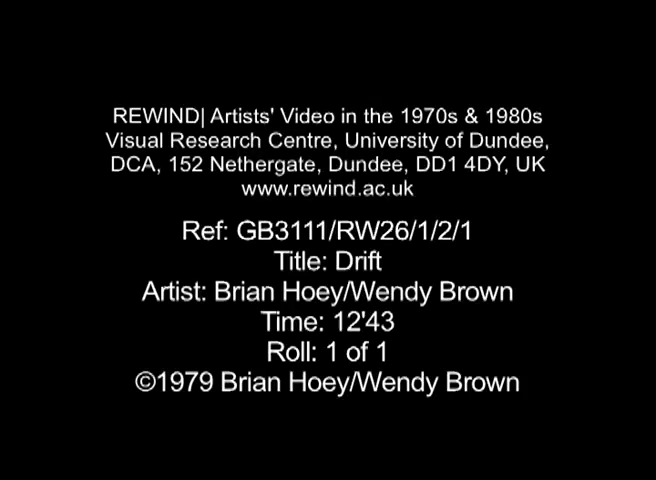 REWIND| Artists' Video in the 1970s & 1980s
Visual Research Centre, University of Dundee,
DCA, 152 Nethergate, Dundee, DD1 4DY, UK
www.rewind.ac.uk
Ref: GB3111/RW26/1/2/1
Title: Drift
Artist: Brian Hoey/Wendy Brown
Time: 12'43
Roll: 1 of 1
©1979 Brian Hoey/Wendy Brown